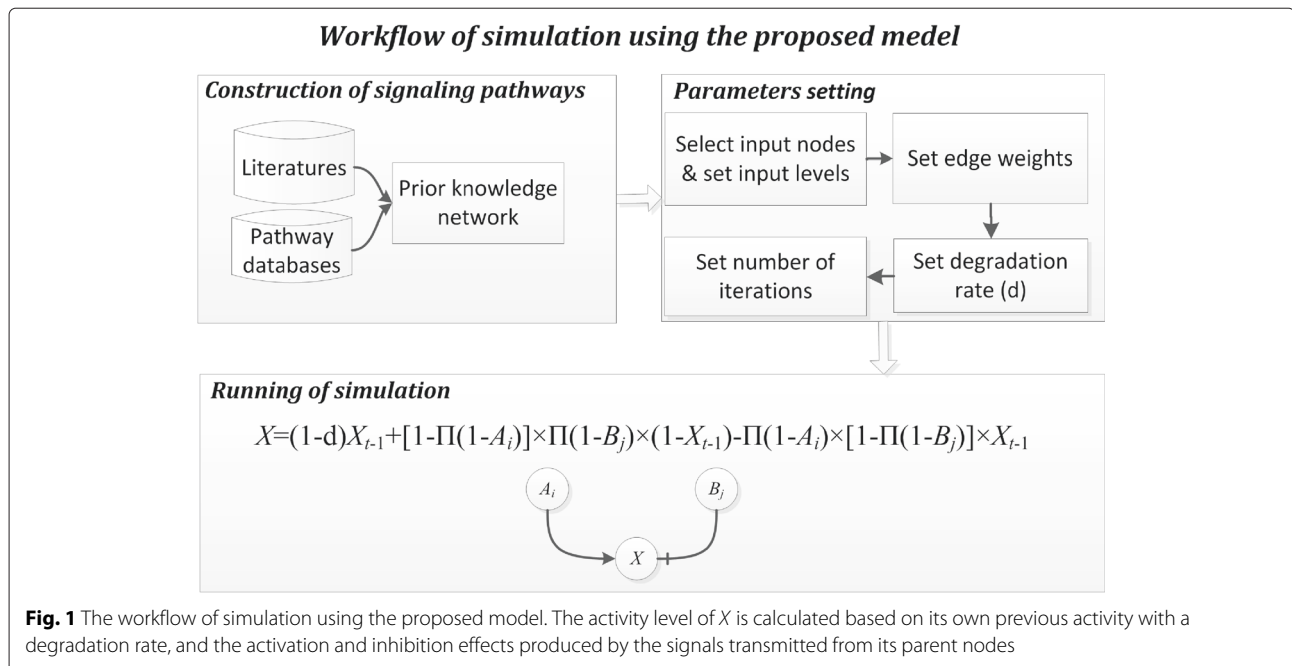 Workflow of simulation using the proposed medel
Construction of signaling pathways
Literatures
Pathway
databases
Prior knowledge
network
Parameters setting
Select input nodes
& set input levels
Set edge weights
Set number of
iterations
Set degradation
rate (d)
Running of simulation
X=(1-d)Xₜ₋₁+[1-Π(1-Aᵢ)]×Π(1-Bⱼ)×(1-Xₜ₋₁)-Π(1-Aᵢ)×[1-Π(1-Bⱼ)]×Xₜ₋₁
Aᵢ
Bⱼ
X
Fig. 1 The workflow of simulation using the proposed model. The activity level of X is calculated based on its own previous activity with a
degradation rate, and the activation and inhibition effects produced by the signals transmitted from its parent nodes